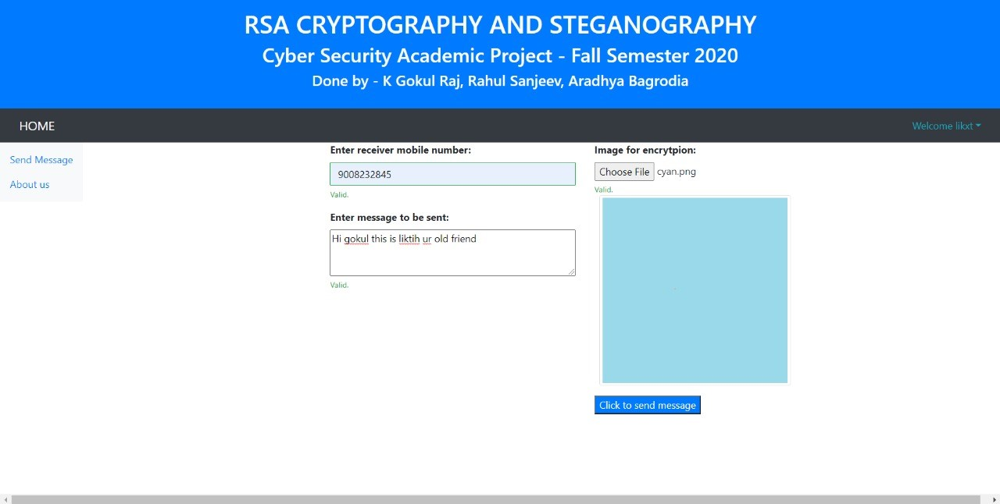 RSA CRYPTOGRAPHY AND STEGANOGRAPHY
Cyber Security Academic Project - Fall Semester 2020
Done by - K Gokul Raj, Rahul Sanjeev, Aradhya Bagrodia
HOME
Welcome likxt
Send Message
About us
Enter receiver mobile number:
9008232845
Valid.
Enter message to be sent:
Hi gokul this is liktih ur old friend
Valid.
Image for encrytpion:
Choose File cyan.png
Valid.
Click to send message